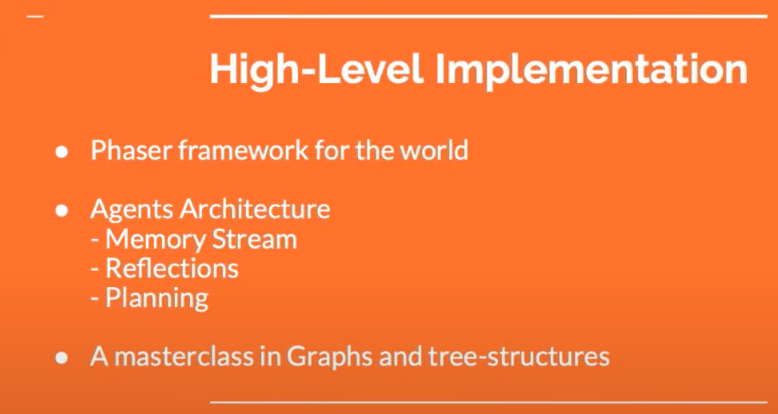 High-Level Implementation
● Phaser framework for the world
● Agents Architecture
- Memory Stream
- Reflections
- Planning
● A masterclass in Graphs and tree-structures